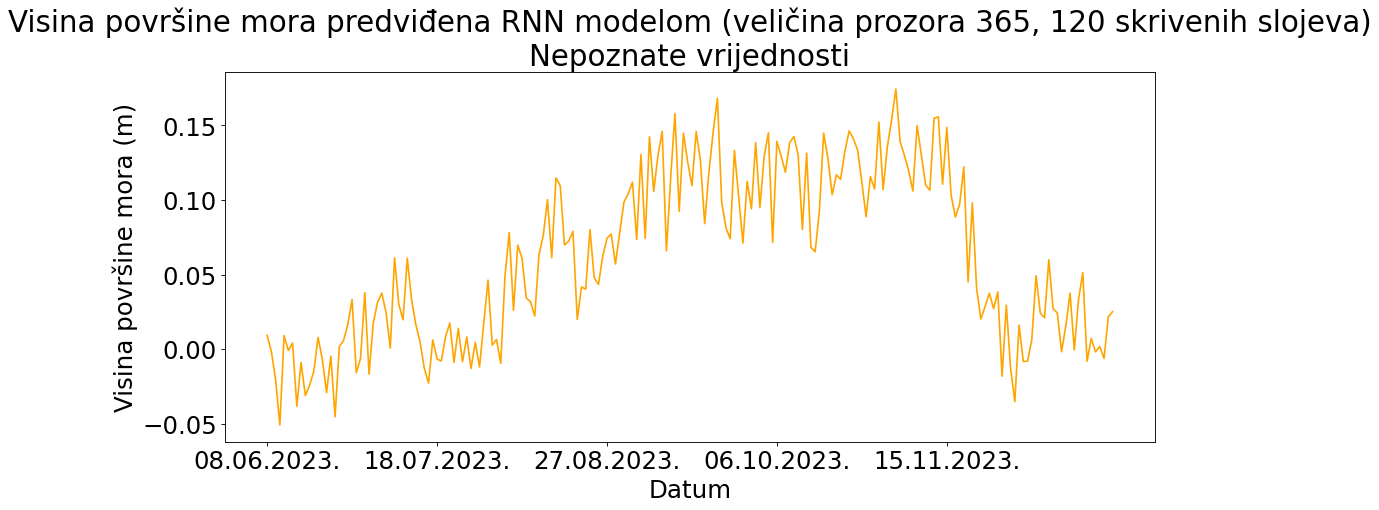 Visina površine mora predviđena RNN modelom (veličina prozora 365, 120 skrivenih slojeva)
Nepoznate vrijednosti
Visina površine mora (m)
0.15
0.10
0.05
0.00
−0.05
08.06.2023. 18.07.2023. 27.08.2023. 06.10.2023. 15.11.2023.
Datum